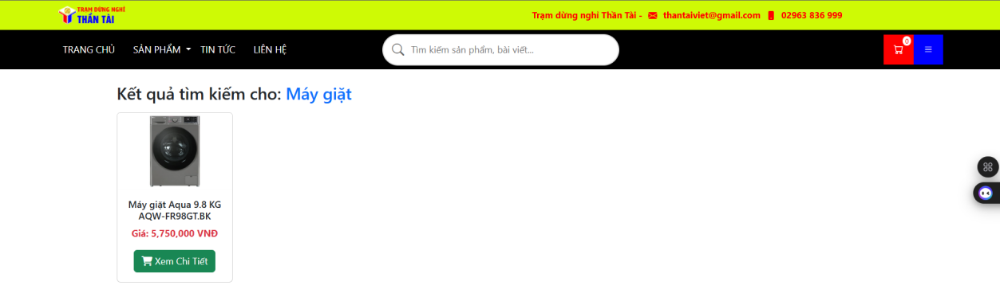 TRẠM DỪNG NGHỈ
THẦN TÀI
Trạm dừng nghỉ Thần Tài - thantaiviet@gmail.com 02963 836 999
TRANG CHỦ SẢN PHẨM TIN TỨC LIÊN HỆ Tìm kiếm sản phẩm, bài viết... 0
Kết quả tìm kiếm cho: Máy giặt
Máy giặt Aqua 9.8 KG
AQW-FR98GT.BK
Giá: 5,750,000 VNĐ
Xem Chi Tiết